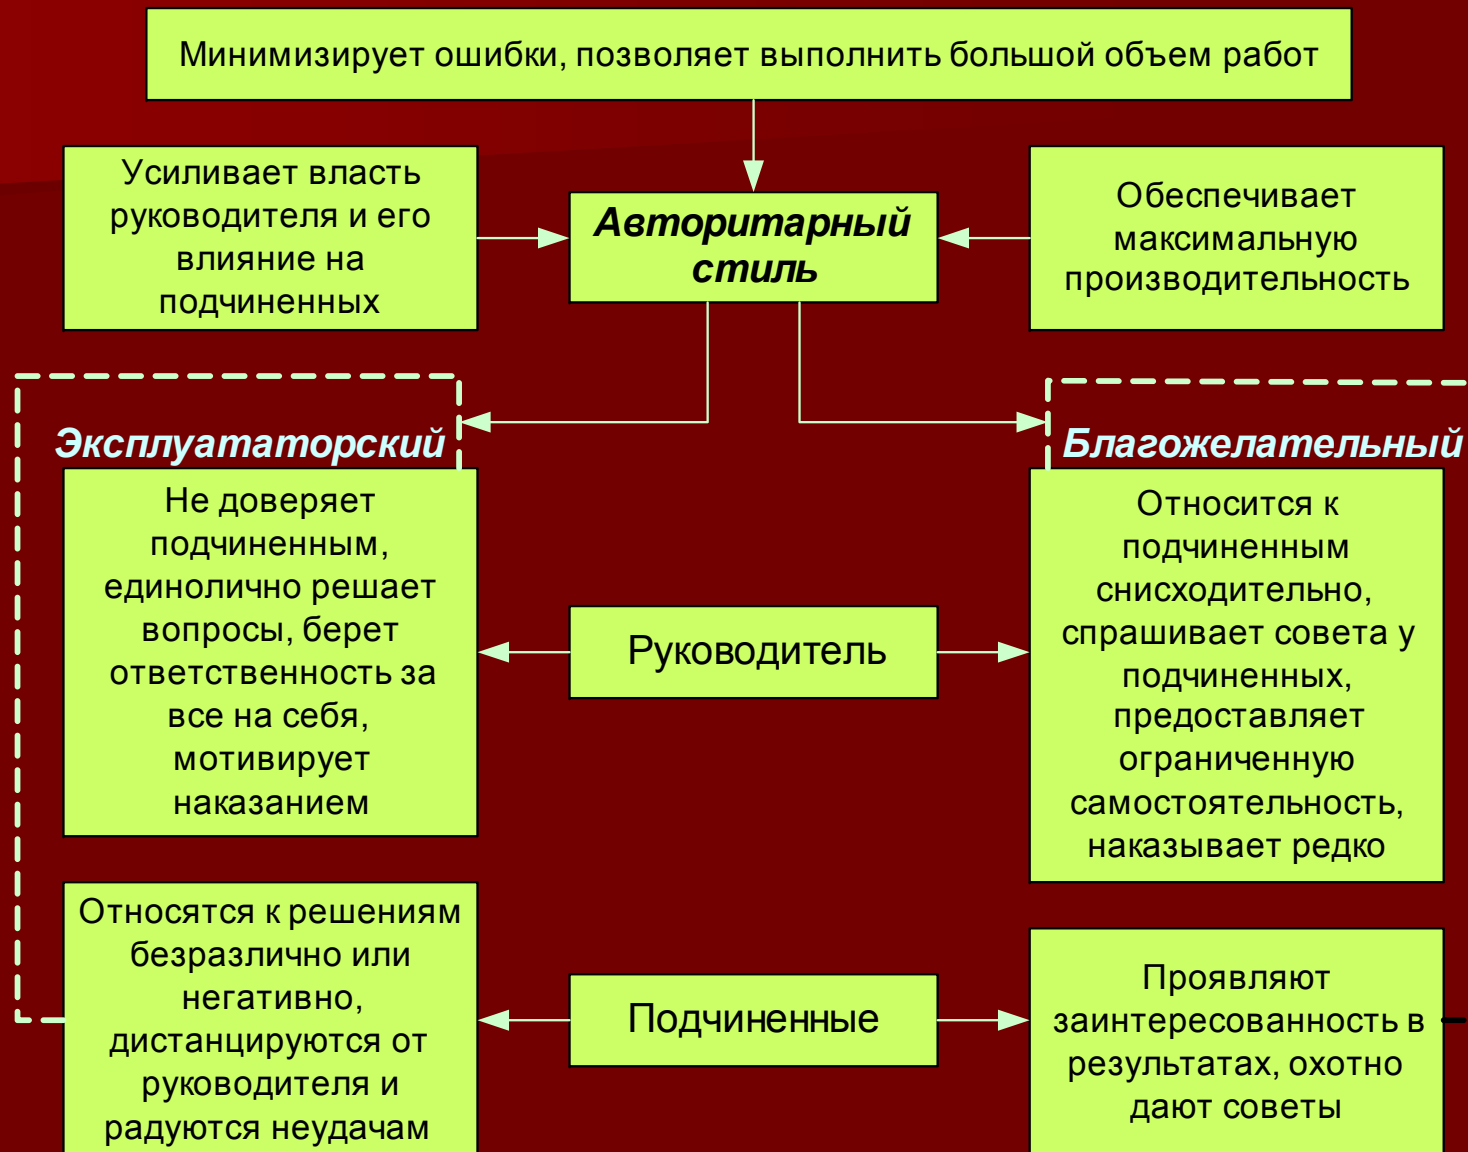 Минимизирует ошибки, позволяет выполнить большой объем работ
Усиливает власть
руководителя и его
влияние на
подчиненных
Авторитарный
стиль
Обеспечивает
максимальную
производительность
Эксплуататорский
Благожелательный
Не доверяет
подчиненным,
единолично решает
вопросы, берет
ответственность за
все на себя,
мотивирует
наказанием
Руководитель
Относится к
подчиненным
снисходительно,
спрашивает совета у
подчиненных,
предоставляет
ограниченную
самостоятельность,
наказывает редко
Относятся к решениям
безразлично или
негативно,
дистанцируются от
руководителя и
радуются неудачам
Подчиненные
Проявляют
заинтересованность в
результатах, охотно
дают советы